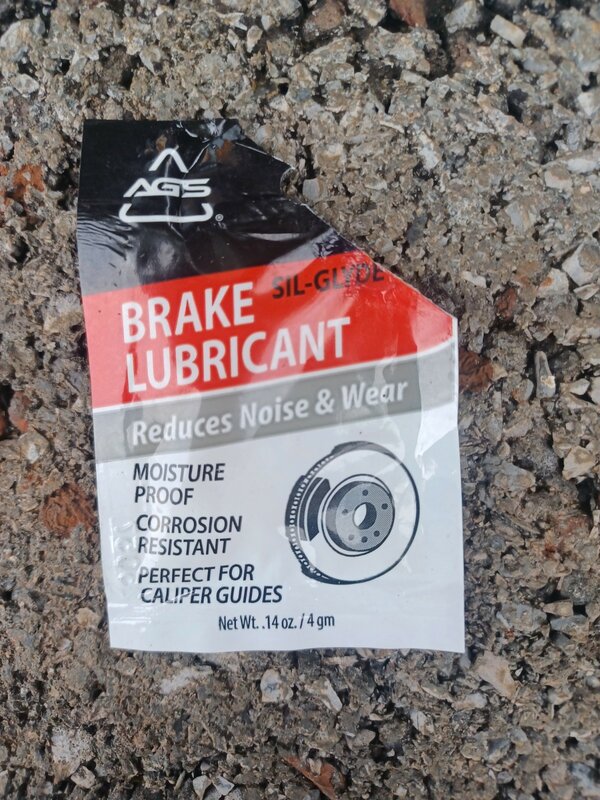 AGS
®
SIL-GLYDE
BRAKE
LUBRICANT
Reduces Noise & Wear
MOISTURE
PROOF
CORROSION
RESISTANT
PERFECT FOR
CALIPER GUIDES
Net Wt. .14 oz. / 4 gm